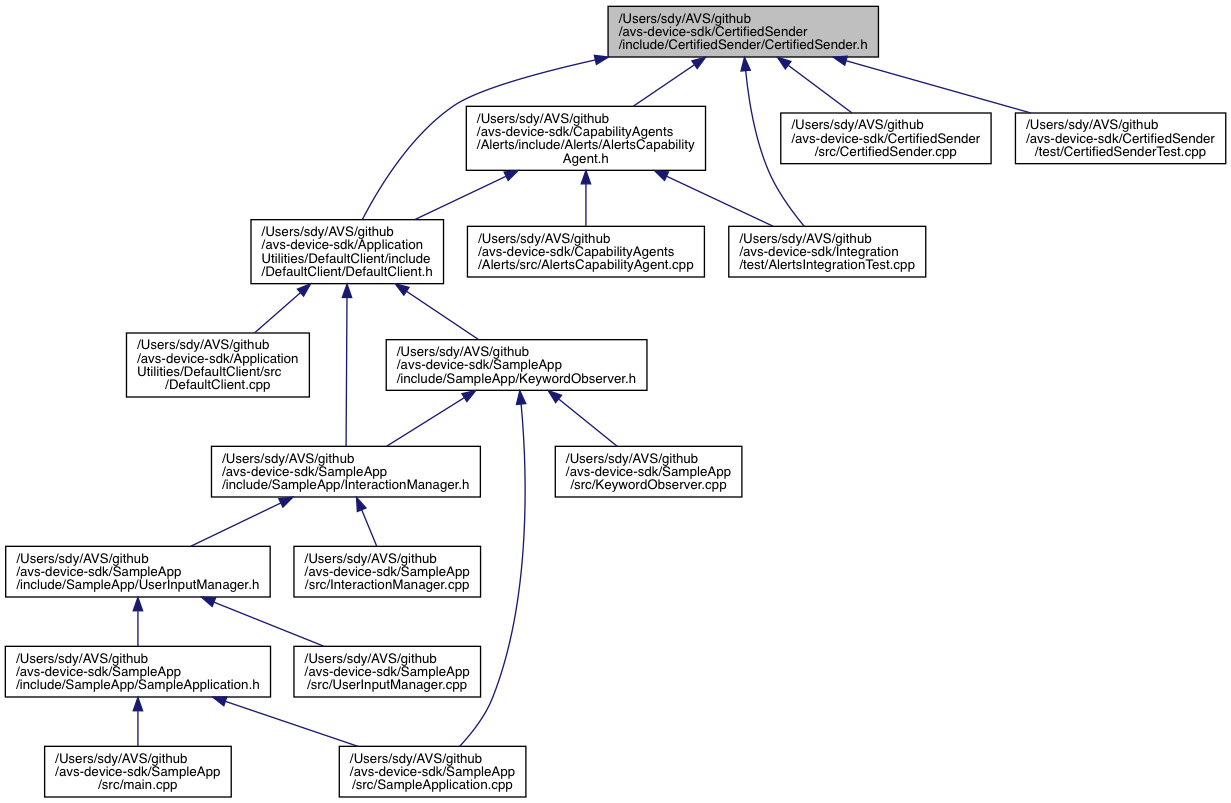 /Users/sdy/AVS/github
/avs-device-sdk/CertifiedSender
/include/CertifiedSender/CertifiedSender.h
/Users/sdy/AVS/github
/avs-device-sdk/CapabilityAgents
/Alerts/include/Alerts/AlertsCapability
Agent.h
/Users/sdy/AVS/github
/avs-device-sdk/CertifiedSender
/src/CertifiedSender.cpp
/Users/sdy/AVS/github
/avs-device-sdk/CertifiedSender
/test/CertifiedSenderTest.cpp
/Users/sdy/AVS/github
/avs-device-sdk/Application
Utilities/DefaultClient/include
/DefaultClient/DefaultClient.h
/Users/sdy/AVS/github
/avs-device-sdk/CapabilityAgents
/Alerts/src/AlertsCapabilityAgent.cpp
/Users/sdy/AVS/github
/avs-device-sdk/Integration
/test/AlertsIntegrationTest.cpp
/Users/sdy/AVS/github
/avs-device-sdk/Application
Utilities/DefaultClient/src
/DefaultClient.cpp
/Users/sdy/AVS/github
/avs-device-sdk/SampleApp
/include/SampleApp/KeywordObserver.h
/Users/sdy/AVS/github
/avs-device-sdk/SampleApp
/include/SampleApp/InteractionManager.h
/Users/sdy/AVS/github
/avs-device-sdk/SampleApp
/src/KeywordObserver.cpp
/Users/sdy/AVS/github
/avs-device-sdk/SampleApp
/include/SampleApp/UserInputManager.h
/Users/sdy/AVS/github
/avs-device-sdk/SampleApp
/src/InteractionManager.cpp
/Users/sdy/AVS/github
/avs-device-sdk/SampleApp
/include/SampleApp/SampleApplication.h
/Users/sdy/AVS/github
/avs-device-sdk/SampleApp
/src/UserInputManager.cpp
/Users/sdy/AVS/github
/avs-device-sdk/SampleApp
/src/main.cpp
/Users/sdy/AVS/github
/avs-device-sdk/SampleApp
/src/SampleApplication.cpp